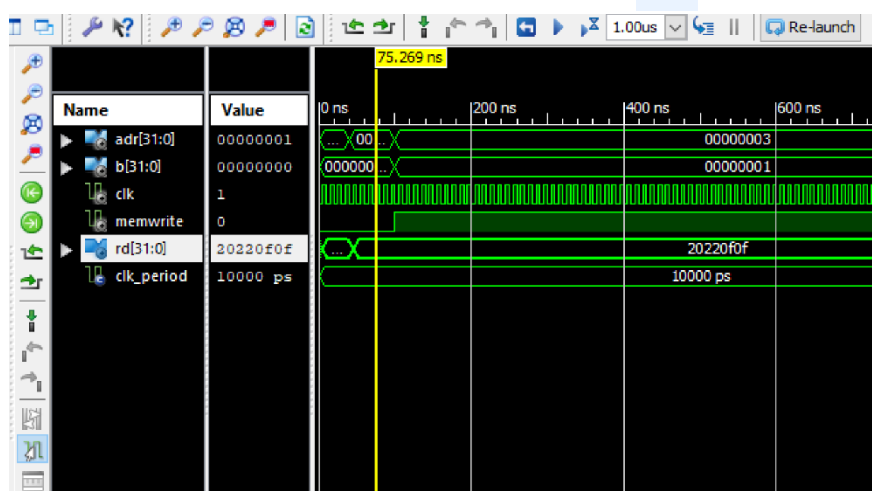 1.00us Re-launch
75.269 ns
Name Value 0 ns 200 ns 400 ns 600 ns
adr[31:0] 00000001 ... 00... 00000003
b[31:0] 00000000 000000... 00000001
clk 1
memwrite 0
rd[31:0] 20220f0f ... 20220f0f
clk_period 10000 ps 10000 ps